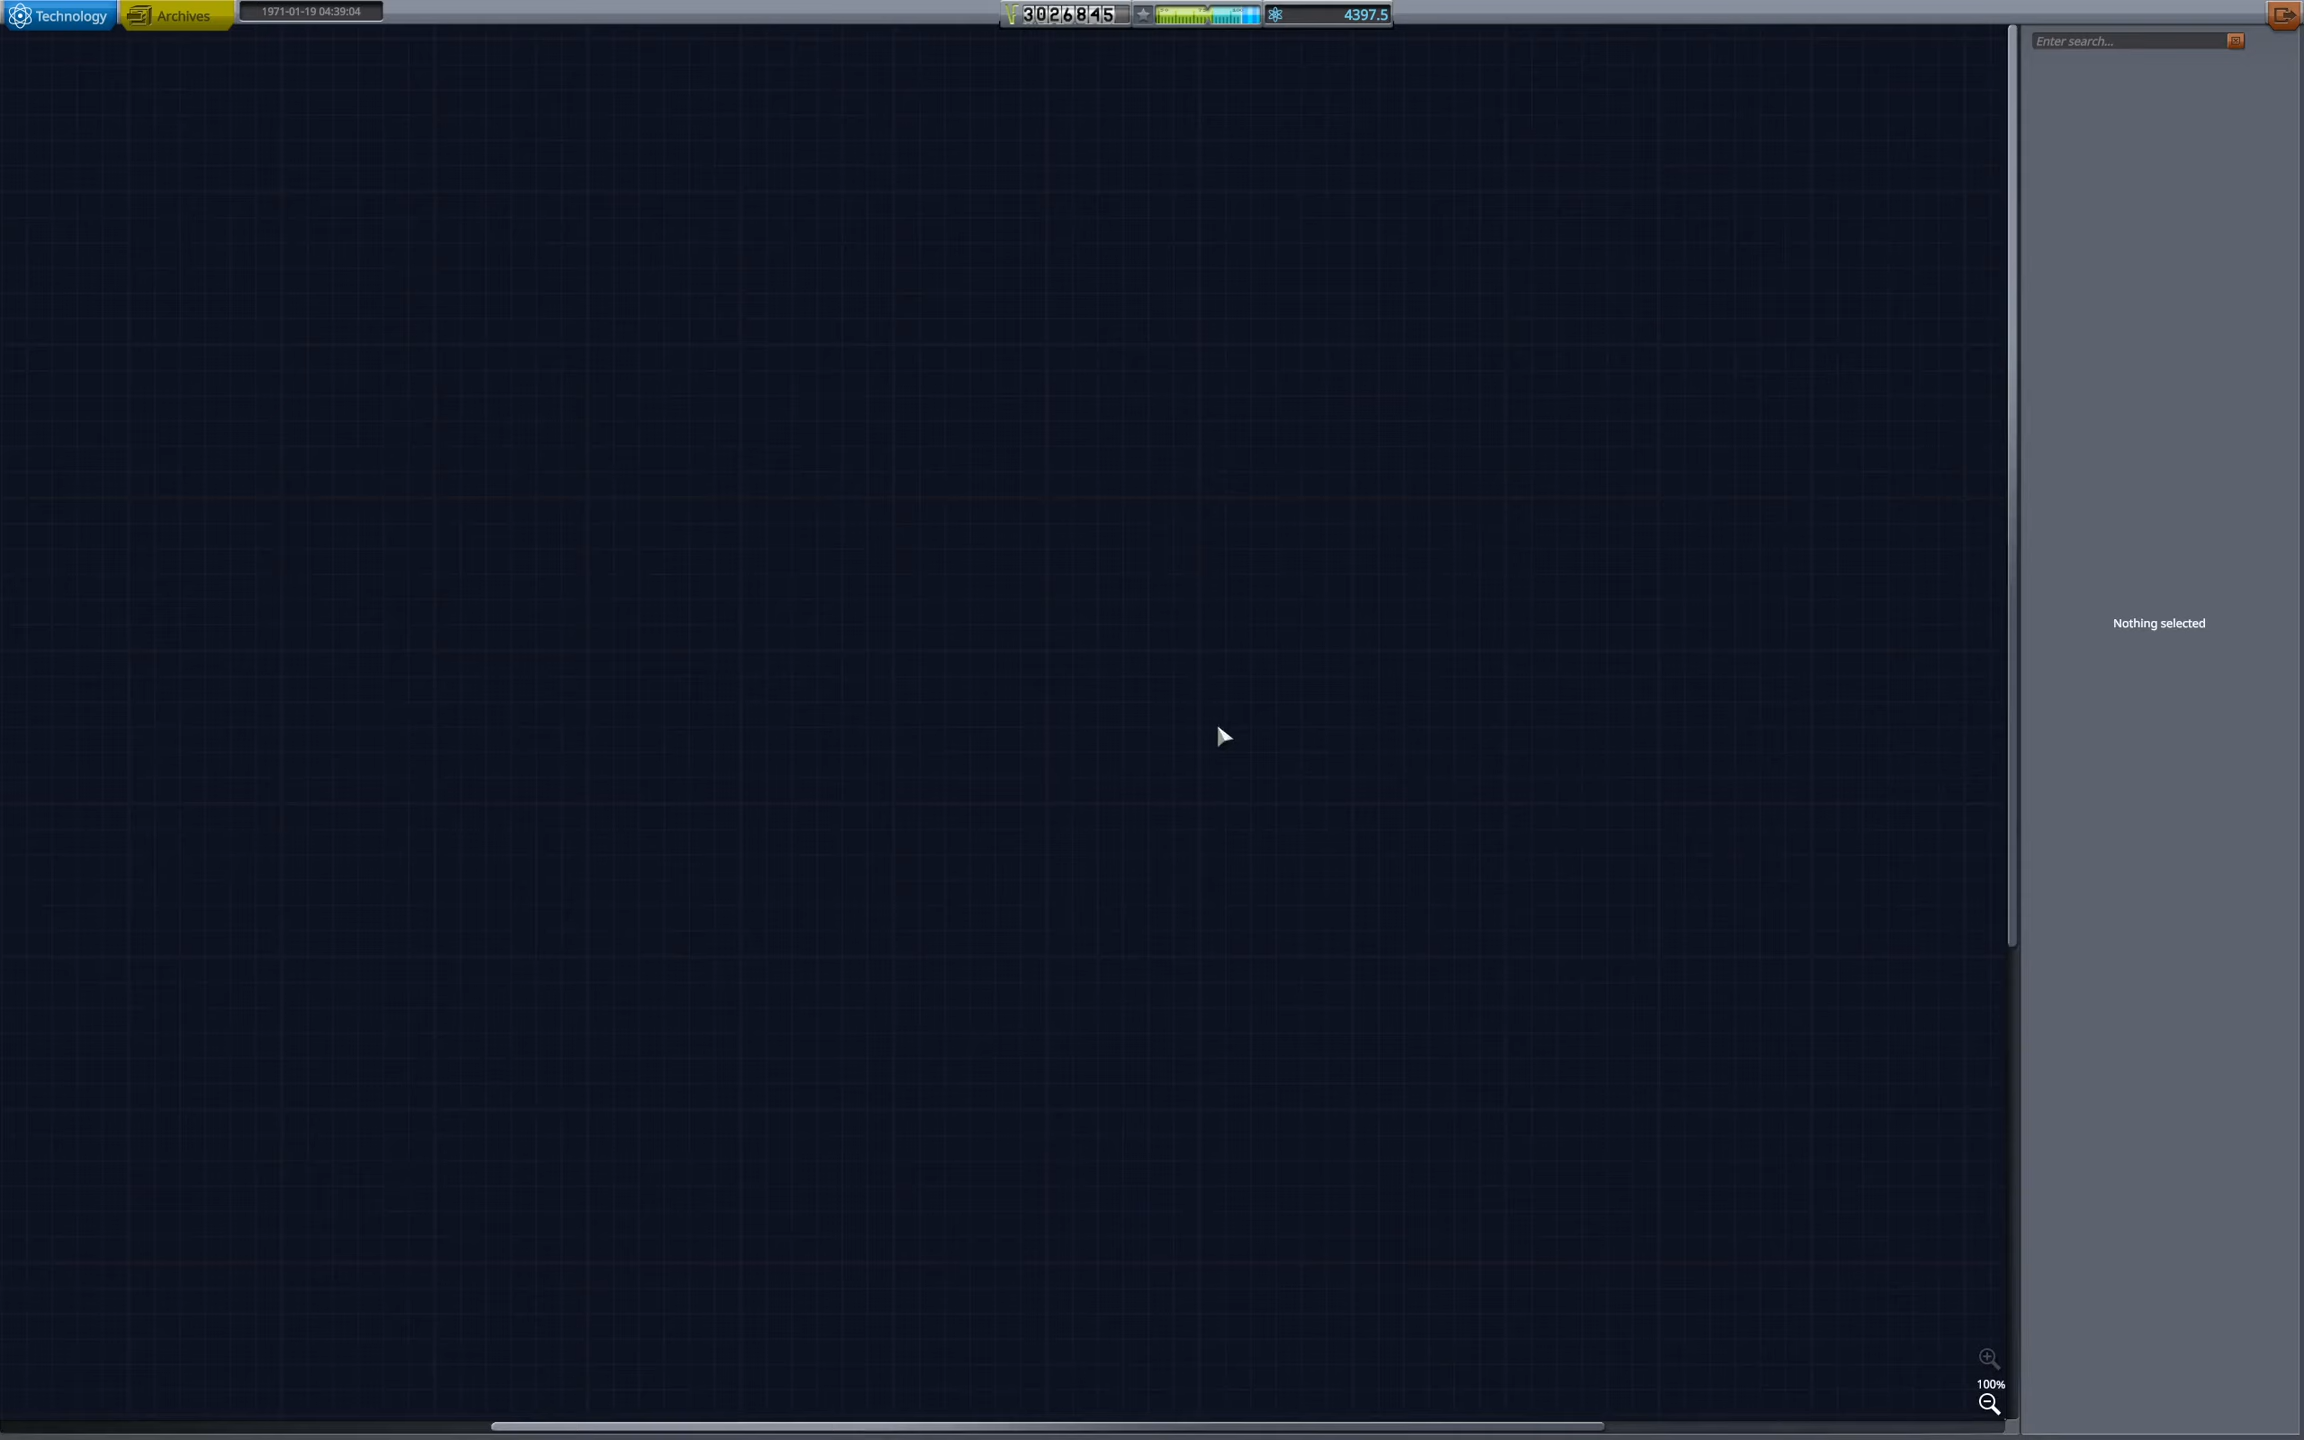 Technology
Archives
1971-01-19 04:39:04
3026845
4397.5
Enter search...
Nothing selected
100%